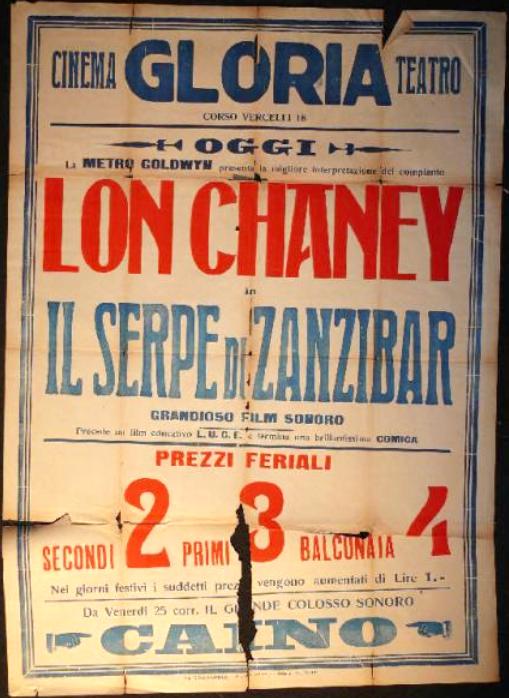 CINEMA GLORIA TEATRO
CORSO VERCELLI 18
OGGI
La METRO GOLDWYN presenta la migliore interpretazione del compianto
LON CHANEY
in
IL SERPE DI ZANZIBAR
GRANDIOSO FILM SONORO
Precede un film educativo L.U.C.E. e termina una brillantissima COMICA
PREZZI FERIALI
SECONDI 2 PRIMI 3 BALCONATA 4
Nei giorni festivi i suddetti prezzi vengono aumentati di Lire 1.-
Da Venerdì 25 corr. IL GRANDE COLOSSO SONORO
CAINO